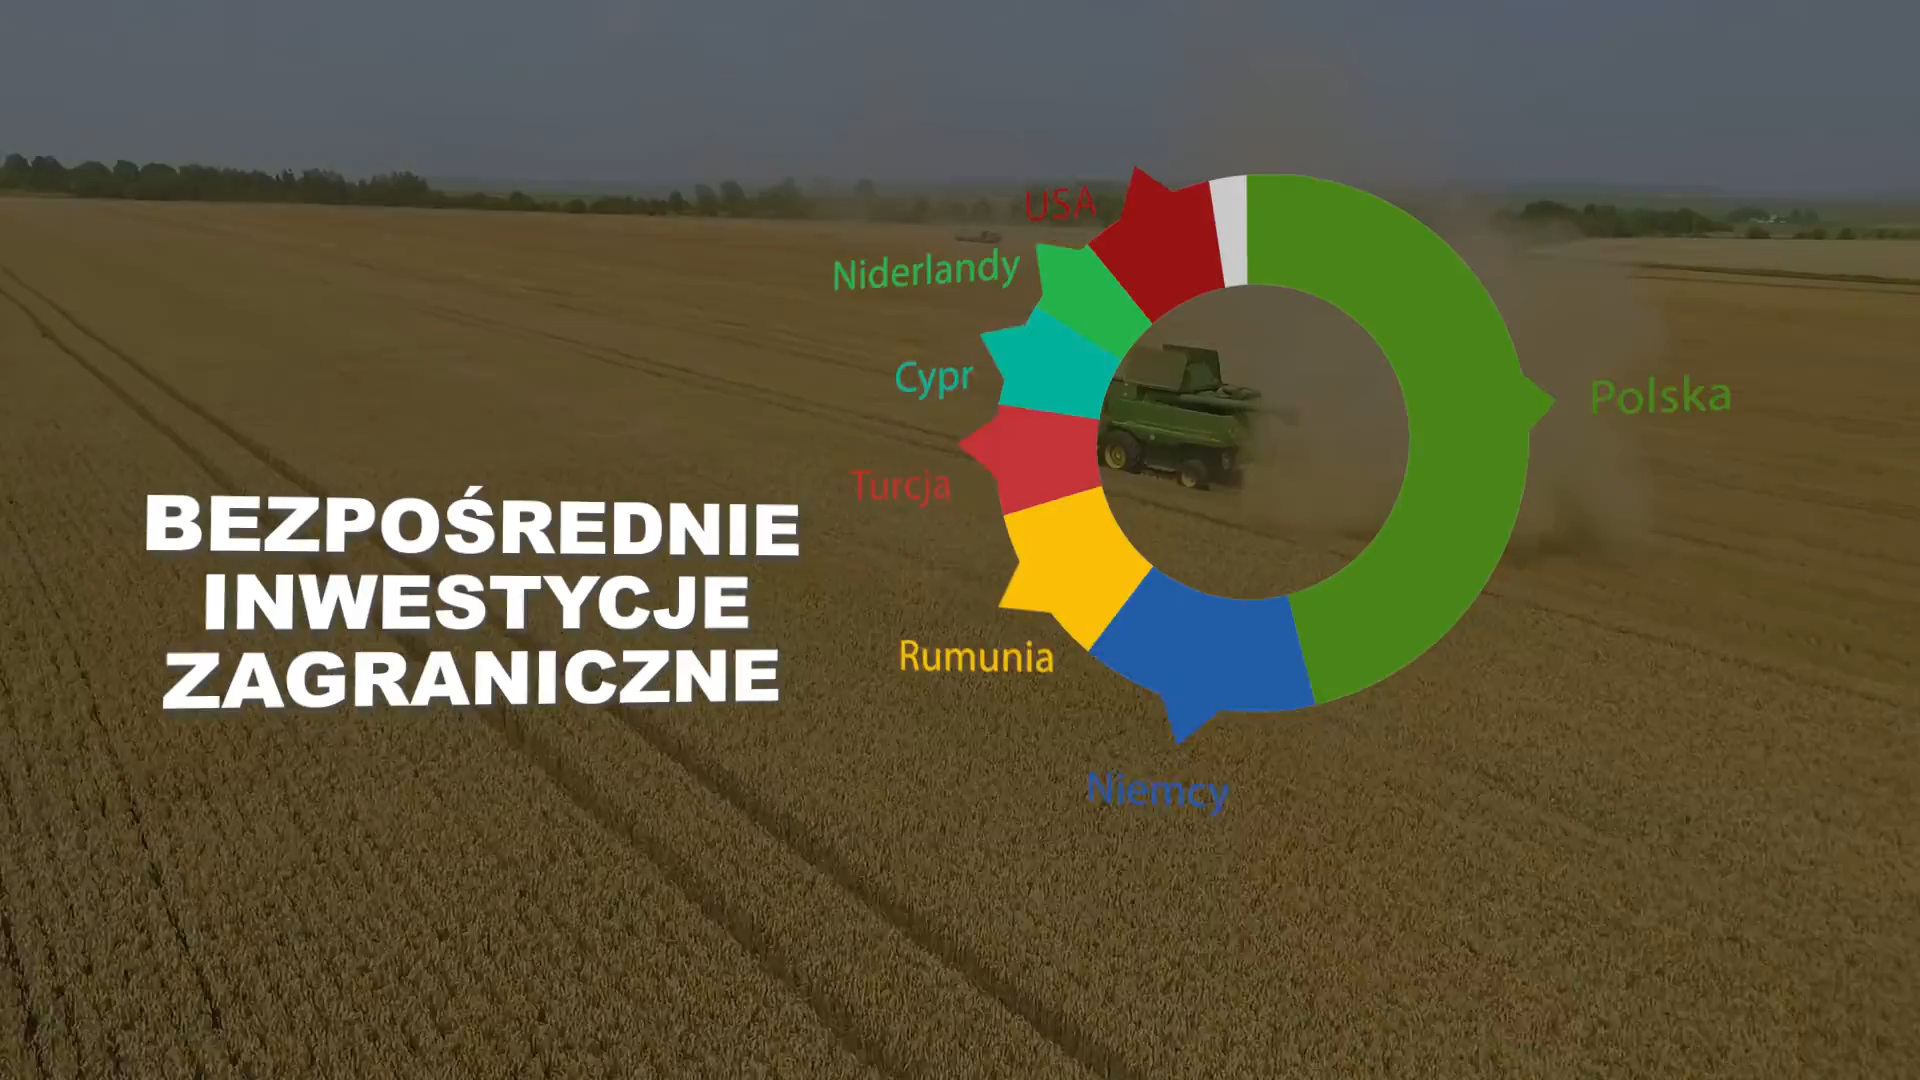 BEZPOŚREDNIE
INWESTYCJE
ZAGRANICZNE
USA
Niderlandy
Cypr
Turcja
Rumunia
Niemcy
Polska